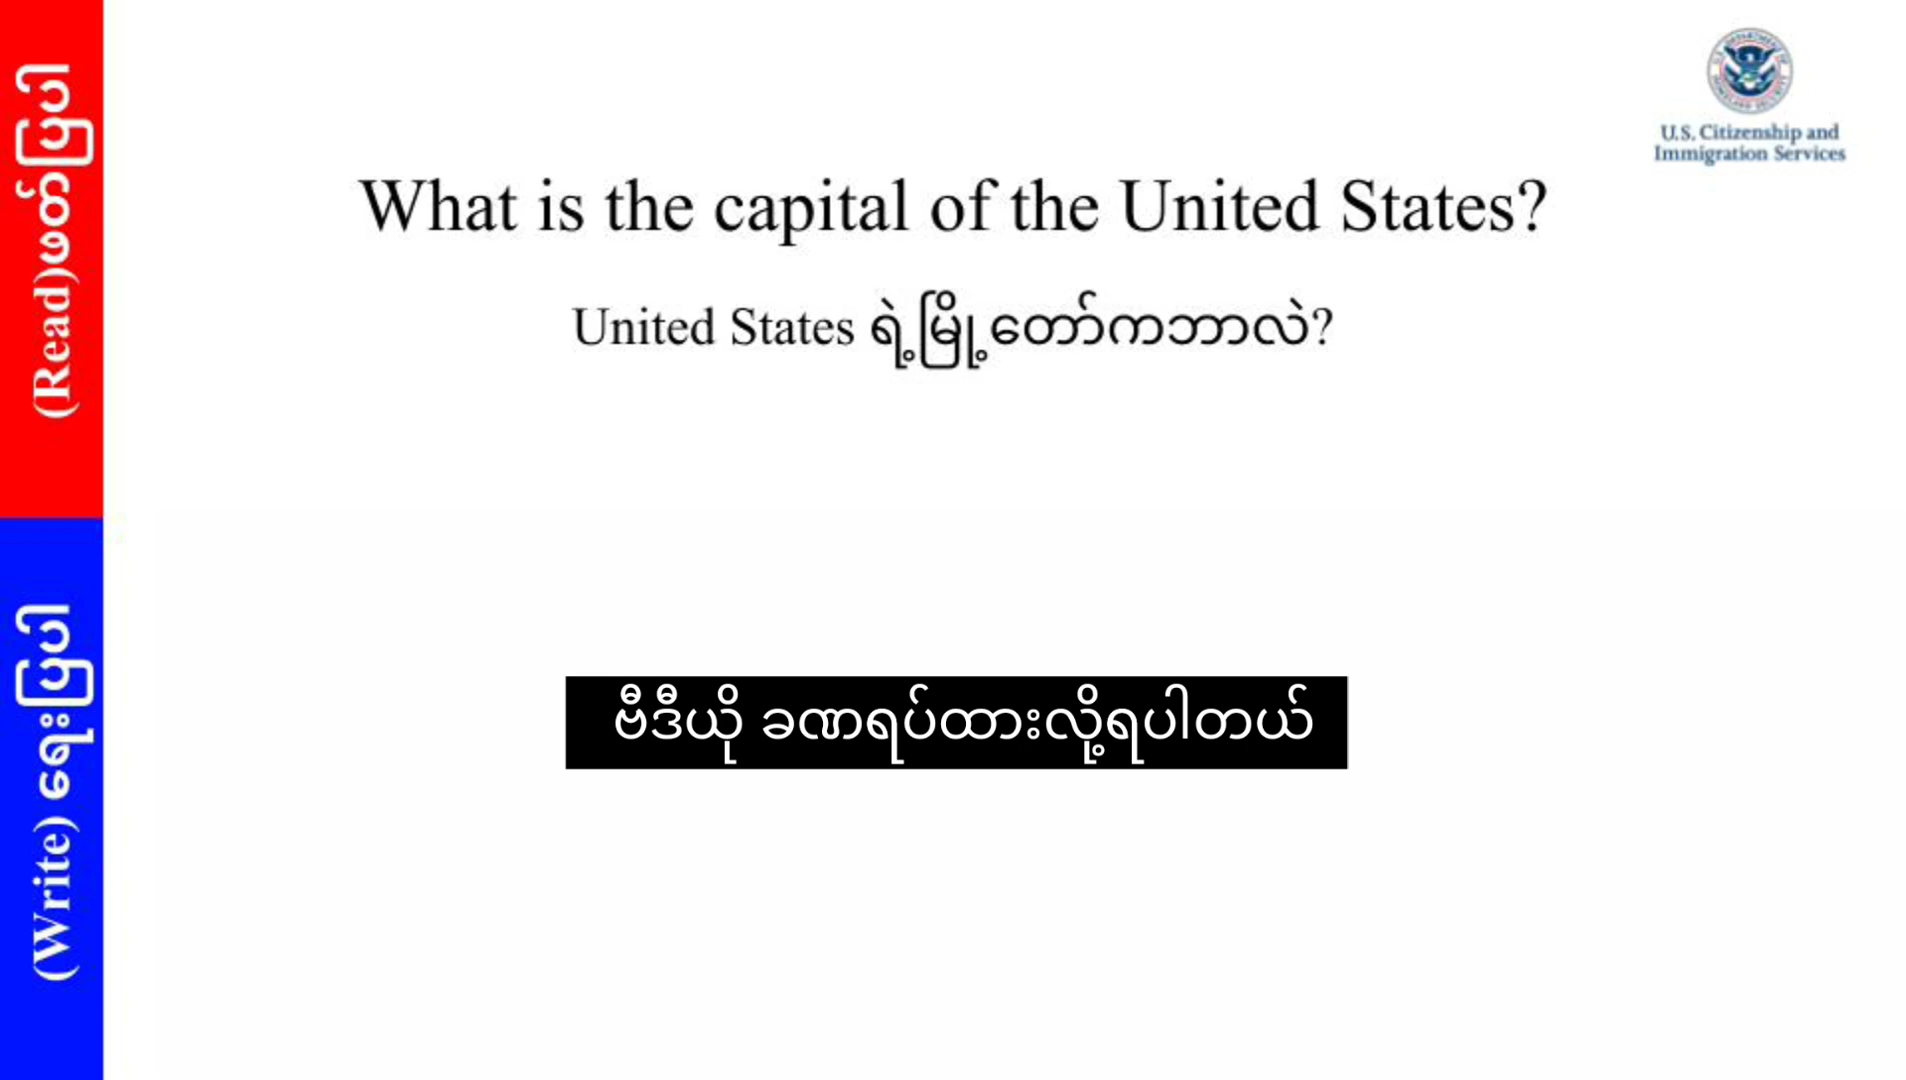 (Read)ဖတ်ပြပါ
U.S. Citizenship and
Immigration Services
What is the capital of the United States?
United States ရဲ့မြို့တော်ကဘာလဲ?
(Write) ရေးပြပါ
ဗီဒီယို ခဏရပ်ထားလို့ရပါတယ်